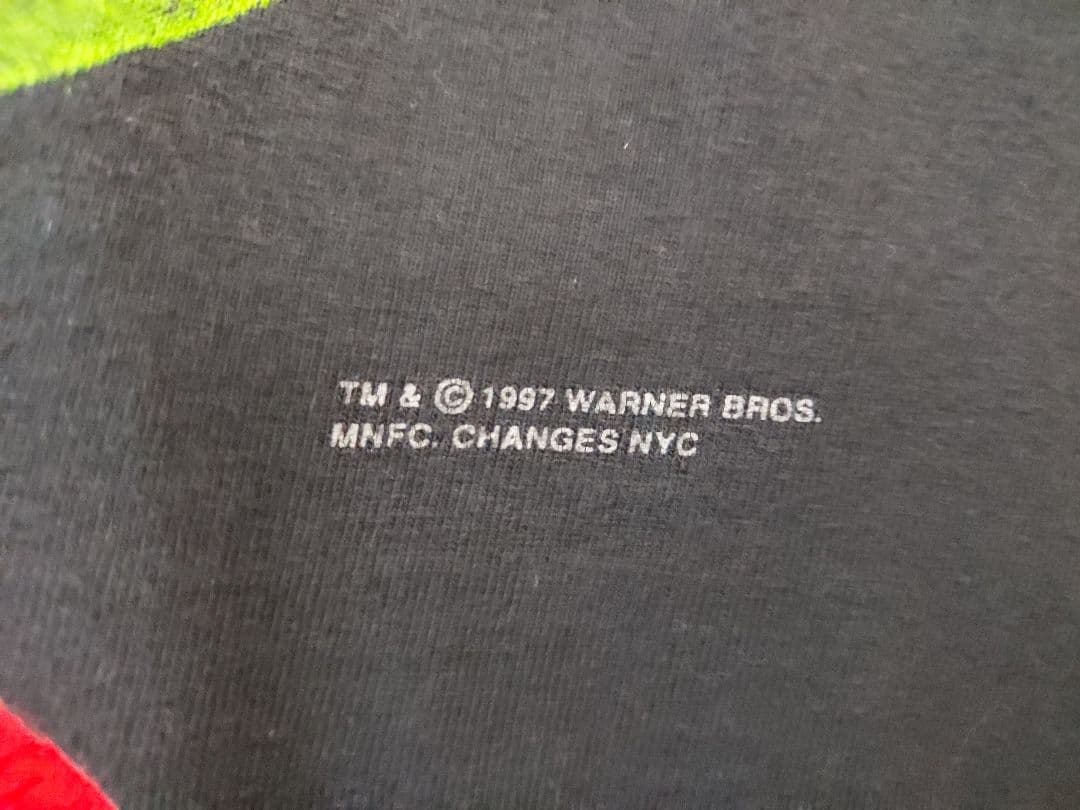 TM & © 1997 WARNER BROS.
MNFC. CHANGES NYC